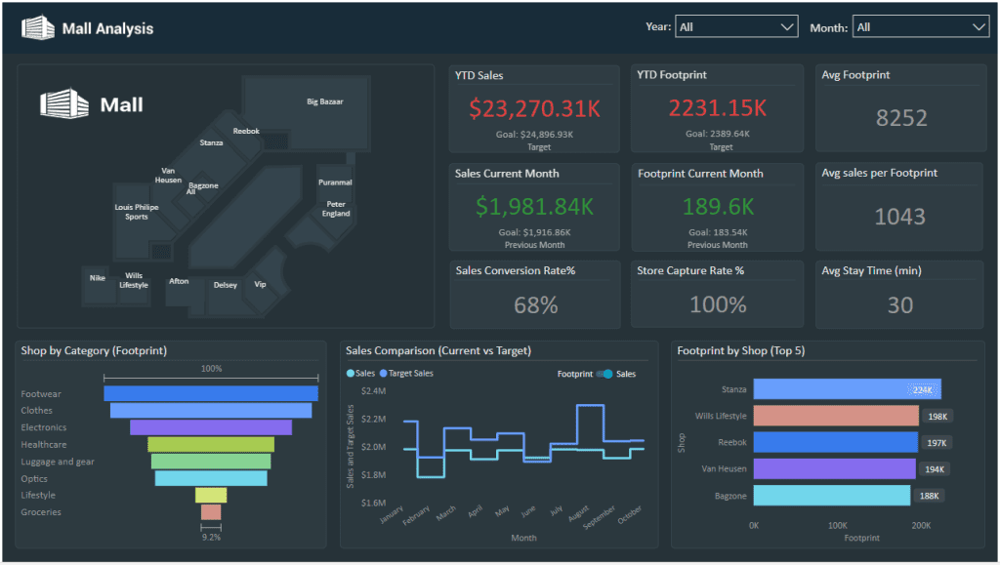 Mall Analysis
Year: All
Month: All
Mall
Big Bazaar
Reebok
Stanza
Van
Heusen
Bagzone
All
Louis Philipe
Sports
Puranmal
Peter
England
Nike
Wills
Lifestyle
Afton
Delsey
Vip
YTD Sales
$23,270.31K
Goal: $24,896.93K
Target
YTD Footprint
2231.15K
Goal: 2389.64K
Target
Avg Footprint
8252
Sales Current Month
$1,981.84K
Goal: $1,916.86K
Previous Month
Footprint Current Month
189.6K
Goal: 183.54K
Previous Month
Avg sales per Footprint
1043
Sales Conversion Rate%
68%
Store Capture Rate %
100%
Avg Stay Time (min)
30
Shop by Category (Footprint)
100%
Footwear
Clothes
Electronics
Healthcare
Luggage and gear
Optics
Lifestyle
Groceries
9.2%
Sales Comparison (Current vs Target)
Sales Target Sales
Footprint Sales
Sales and Target Sales
$2.4M
$2.2M
$2.0M
$1.8M
$1.6M
January February March April May June July August September October
Month
Footprint by Shop (Top 5)
Shop
Stanza 224K
Wills Lifestyle 198K
Reebok 197K
Van Heusen 194K
Bagzone 188K
0K 100K 200K
Footprint